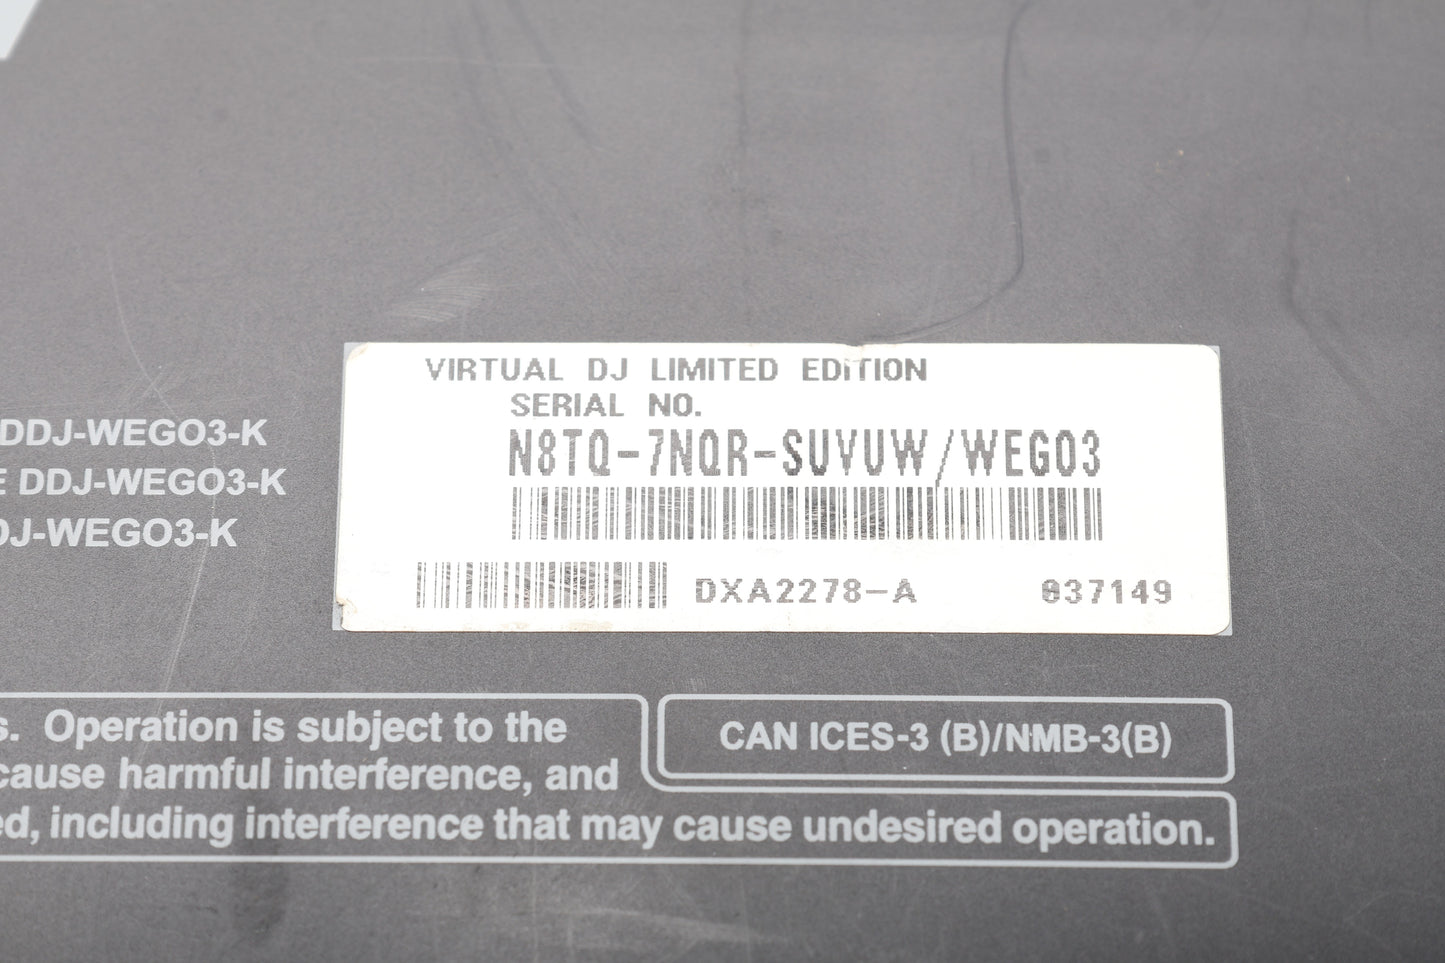 DDJ-WEGO3-K
E DDJ-WEGO3-K
DJ-WEGO3-K
VIRTUAL DJ LIMITED EDITION
SERIAL NO.
N8TQ-7NQR-SUVUW/WEGO3
DXA2278-A 037149
s. Operation is subject to the
cause harmful interference, and
ed, including interference that may cause undesired operation.
CAN ICES-3 (B)/NMB-3(B)